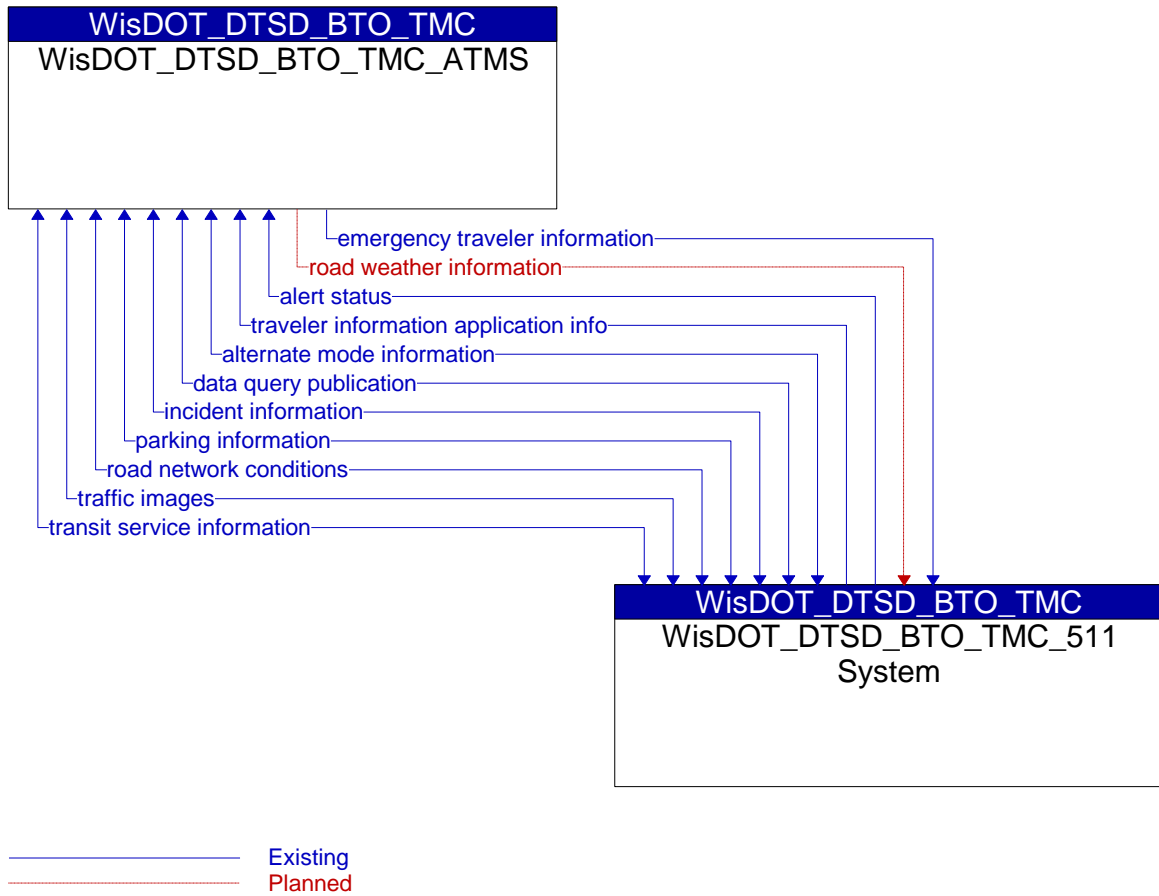 WisDOT_DTSD_BTO_TMC
WisDOT_DTSD_BTO_TMC_ATMS
emergency traveler information
road weather information
alert status
traveler information application info
alternate mode information
data query publication
incident information
parking information
road network conditions
traffic images
transit service information
WisDOT_DTSD_BTO_TMC
WisDOT_DTSD_BTO_TMC_511
System
Existing
Planned